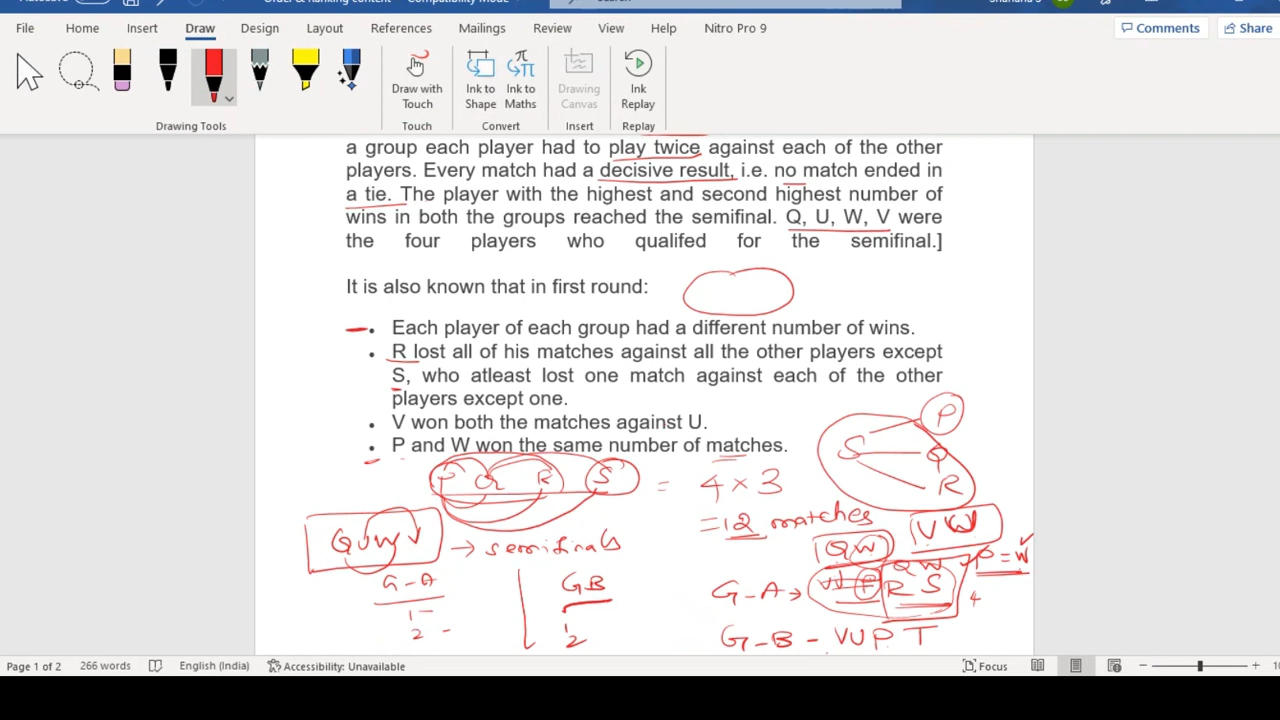 File Home Insert Draw Design Layout References Mailings Review View Help Nitro Pro 9 Comments Share
Draw with Touch
Ink to Shape
Ink to Maths
Drawing Canvas
Ink Replay
Drawing Tools Touch Convert Insert Replay
a group each player had to play twice against each of the other
players. Every match had a decisive result, i.e. no match ended in
a tie. The player with the highest and second highest number of
wins in both the groups reached the semifinal. Q, U, W, V were
the four players who qualifed for the semifinal.]
It is also known that in first round:
• Each player of each group had a different number of wins.
• R lost all of his matches against all the other players except
S, who atleast lost one match against each of the other
players except one.
• V won both the matches against U.
• P and W won the same number of matches.
P Q R S = 4 × 3
= 12 matches
S P Q R
Q U W V → semifinals
V W
Q W
P = W
G-A
1
2 -
GB
1
2
G-A → P R S
Q W
4
G-B - V U P T
Page 1 of 2 266 words English (India) Accessibility: Unavailable Focus